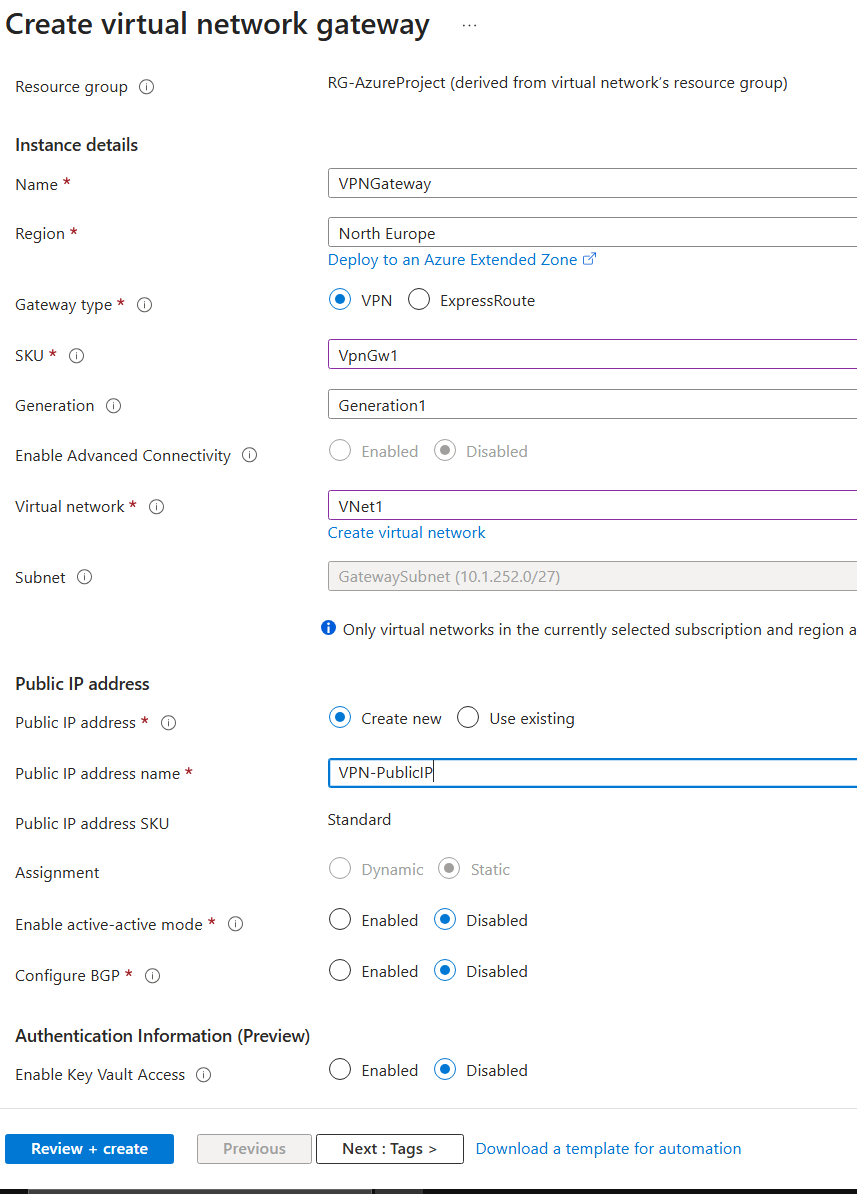 Create virtual network gateway ...
Resource group RG-AzureProject (derived from virtual network's resource group)
Instance details
Name * VPNGateway
Region * North Europe
Deploy to an Azure Extended Zone
Gateway type * VPN ExpressRoute
SKU * VpnGw1
Generation Generation1
Enable Advanced Connectivity Enabled Disabled
Virtual network * VNet1
Create virtual network
Subnet GatewaySubnet (10.1.252.0/27)
Only virtual networks in the currently selected subscription and region a
Public IP address
Public IP address * Create new Use existing
Public IP address name * VPN-PublicIP
Public IP address SKU Standard
Assignment Dynamic Static
Enable active-active mode * Enabled Disabled
Configure BGP * Enabled Disabled
Authentication Information (Preview)
Enable Key Vault Access Enabled Disabled
Review + create Previous Next : Tags > Download a template for automation